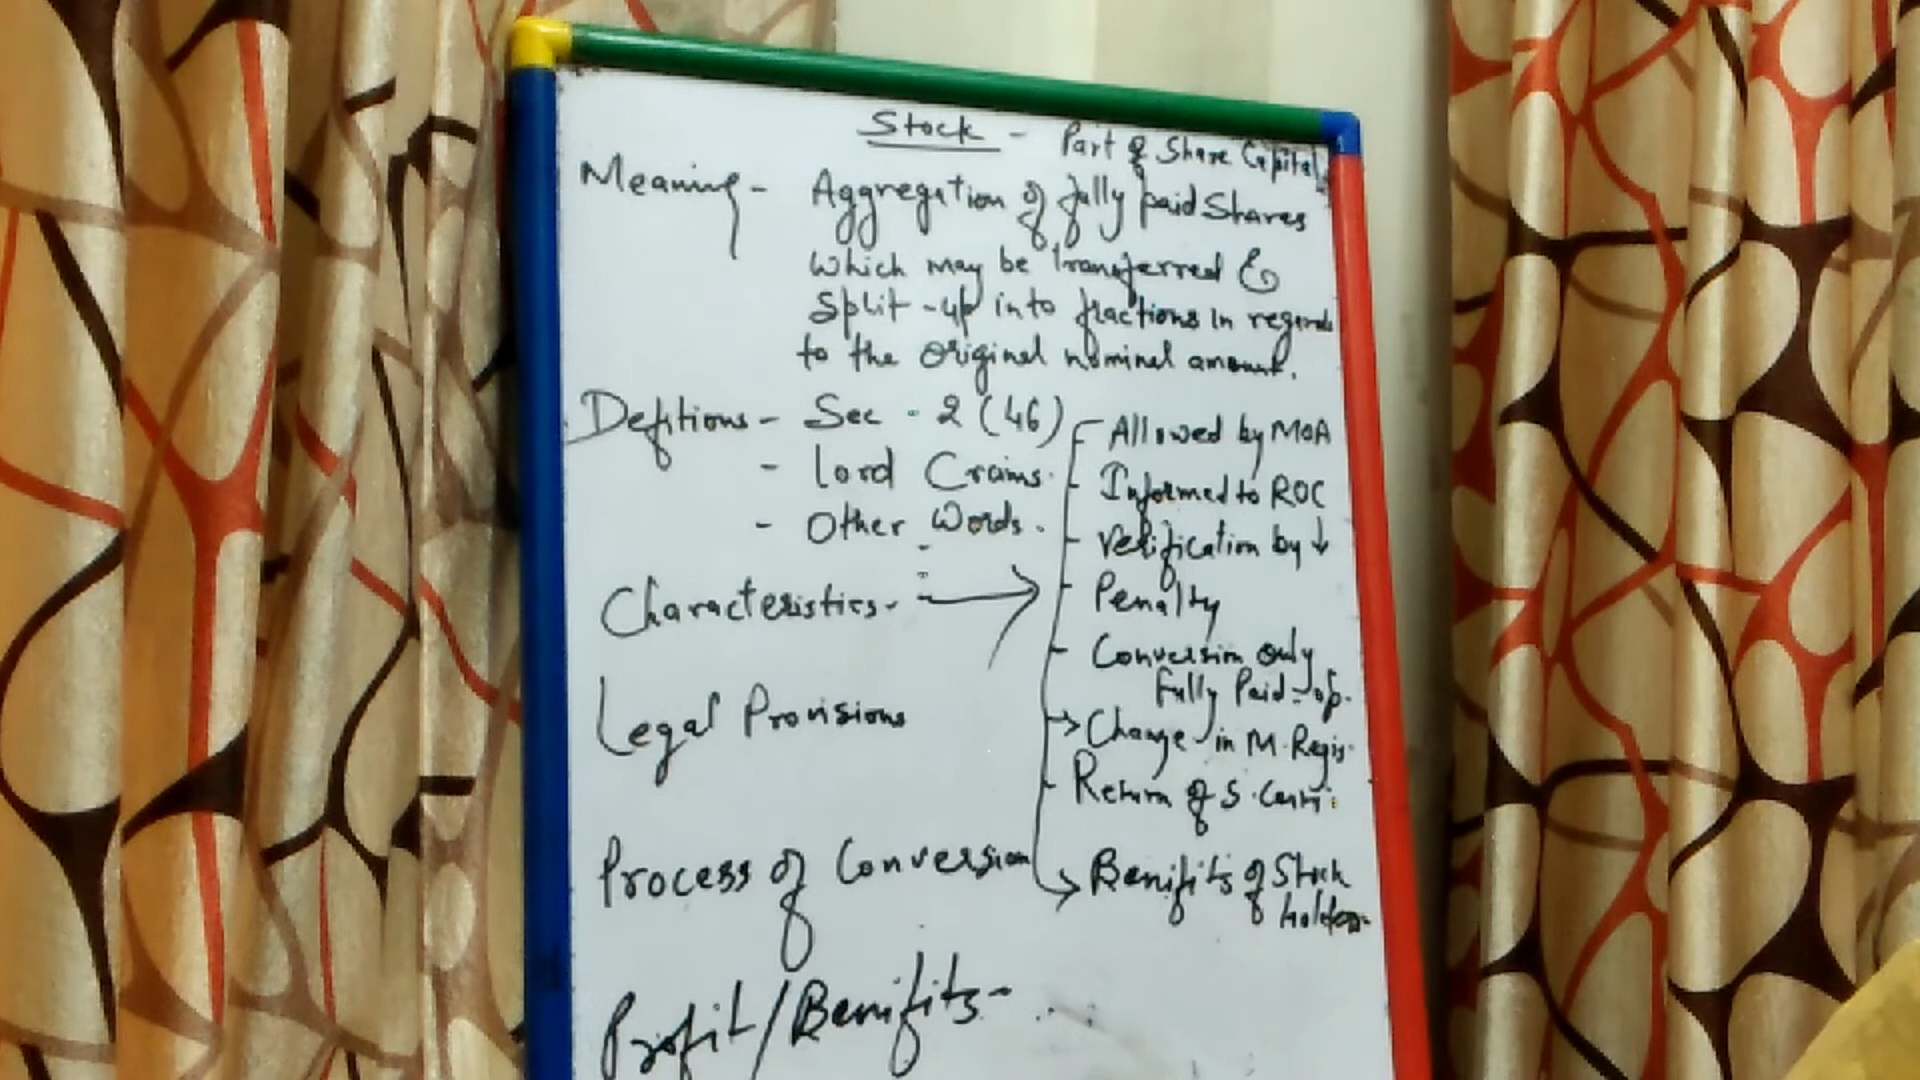 Stock - Part of Share Capital
Meaning - Aggregation of fully paid Shares
which may be transferred &
Split-up into fractions in regards
to the original nominal amount.
Defitions - Sec. 2 (46)
- Lord Crains.
- Other Words.
Characteristics.
Legal Provisions
Process of Conversion
Profit/Benifits-
- Allowed by MOA
- Informed to ROC
- Verification by ↓
- Penalty
- Conversion only
Fully Paid-up.
→ Change in M. Regis.
- Return of S. Certi:
→ Benifits of Stock
holders.